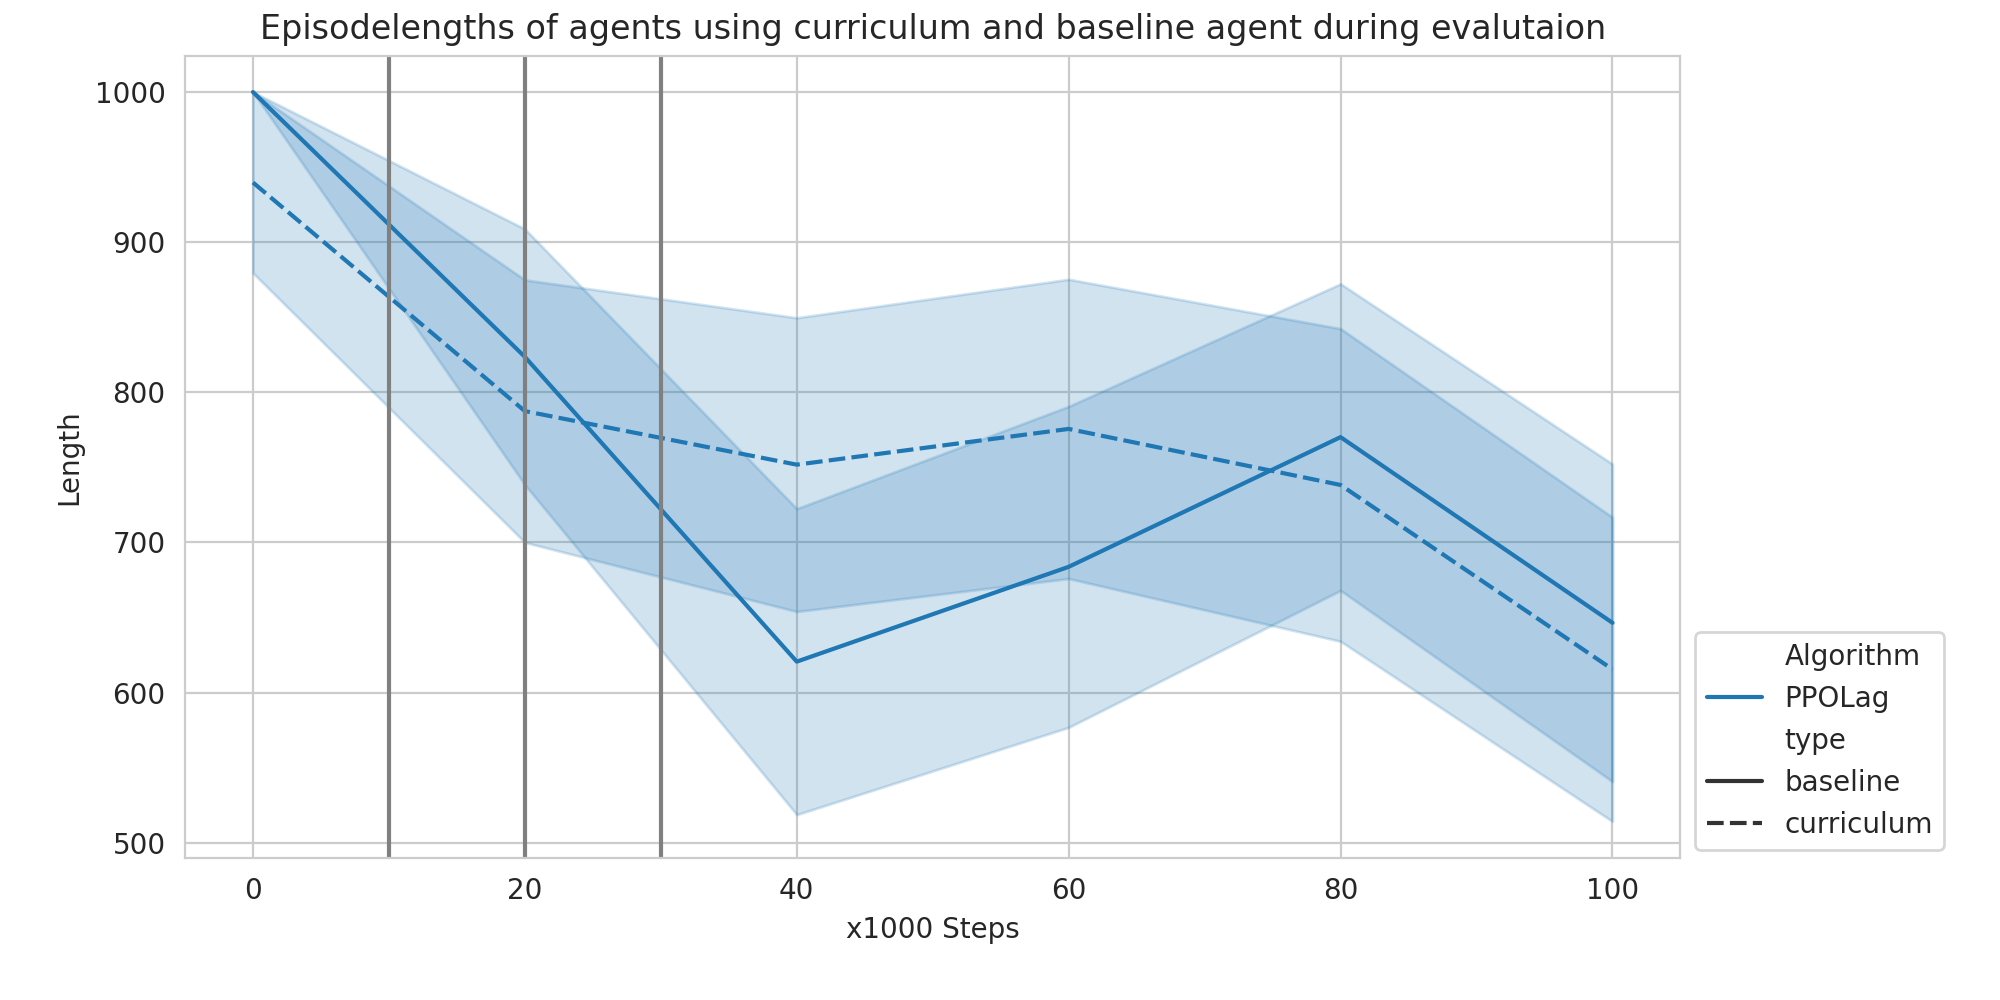 Episodelengths of agents using curriculum and baseline agent during evalutaion
1000
900
800
700
600
500
Length
0 20 40 60 80 100
x1000 Steps
Algorithm
PPOLag
type
baseline
curriculum